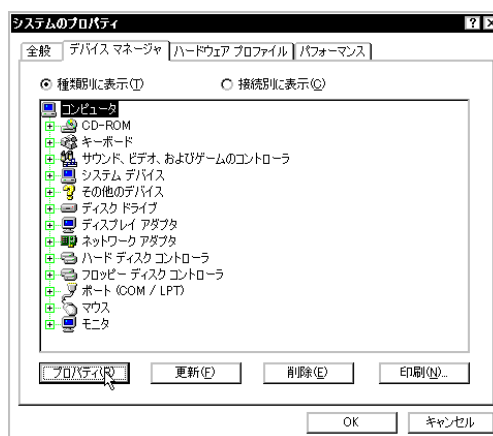 システムのプロパティ
全般 デバイス マネージャ ハードウェア プロファイル パフォーマンス
種類別に表示(T) 接続別に表示(C)
コンピュータ
CD-ROM
キーボード
サウンド、ビデオ、およびゲームのコントローラ
システム デバイス
その他のデバイス
ディスク ドライブ
ディスプレイ アダプタ
ネットワーク アダプタ
ハード ディスク コントローラ
フロッピー ディスク コントローラ
ポート (COM / LPT)
マウス
モニタ
プロパティ(R) 更新(F) 削除(E) 印刷(N)...
OK キャンセル